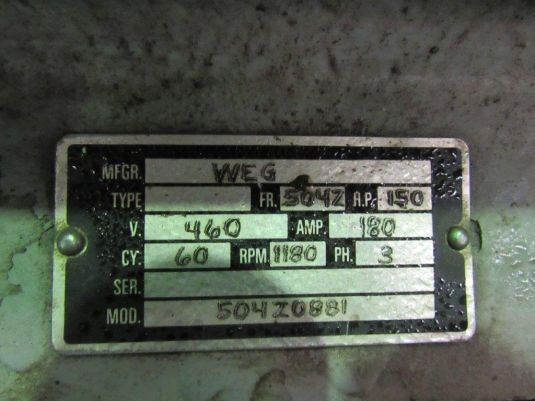 MFGR. WEG
TYPE FR. 504Z H.P. 150
V. 460 AMP. 180
CY. 60 RPM 1180 PH. 3
SER.
MOD. 504Z0881